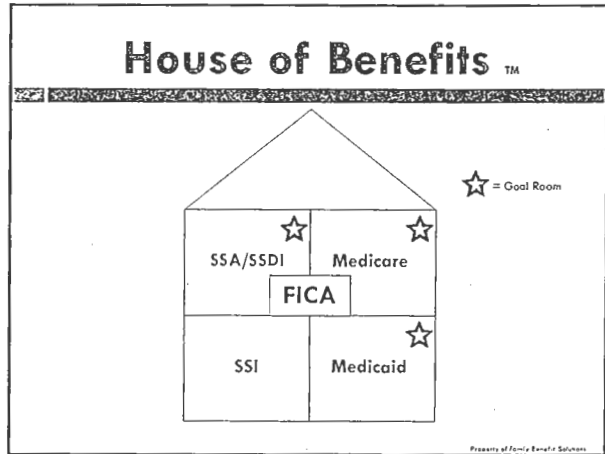 House of Benefits ™
= Goal Room
SSA/SSDI
Medicare
FICA
SSI
Medicaid
Property of Family Benefit Solutions